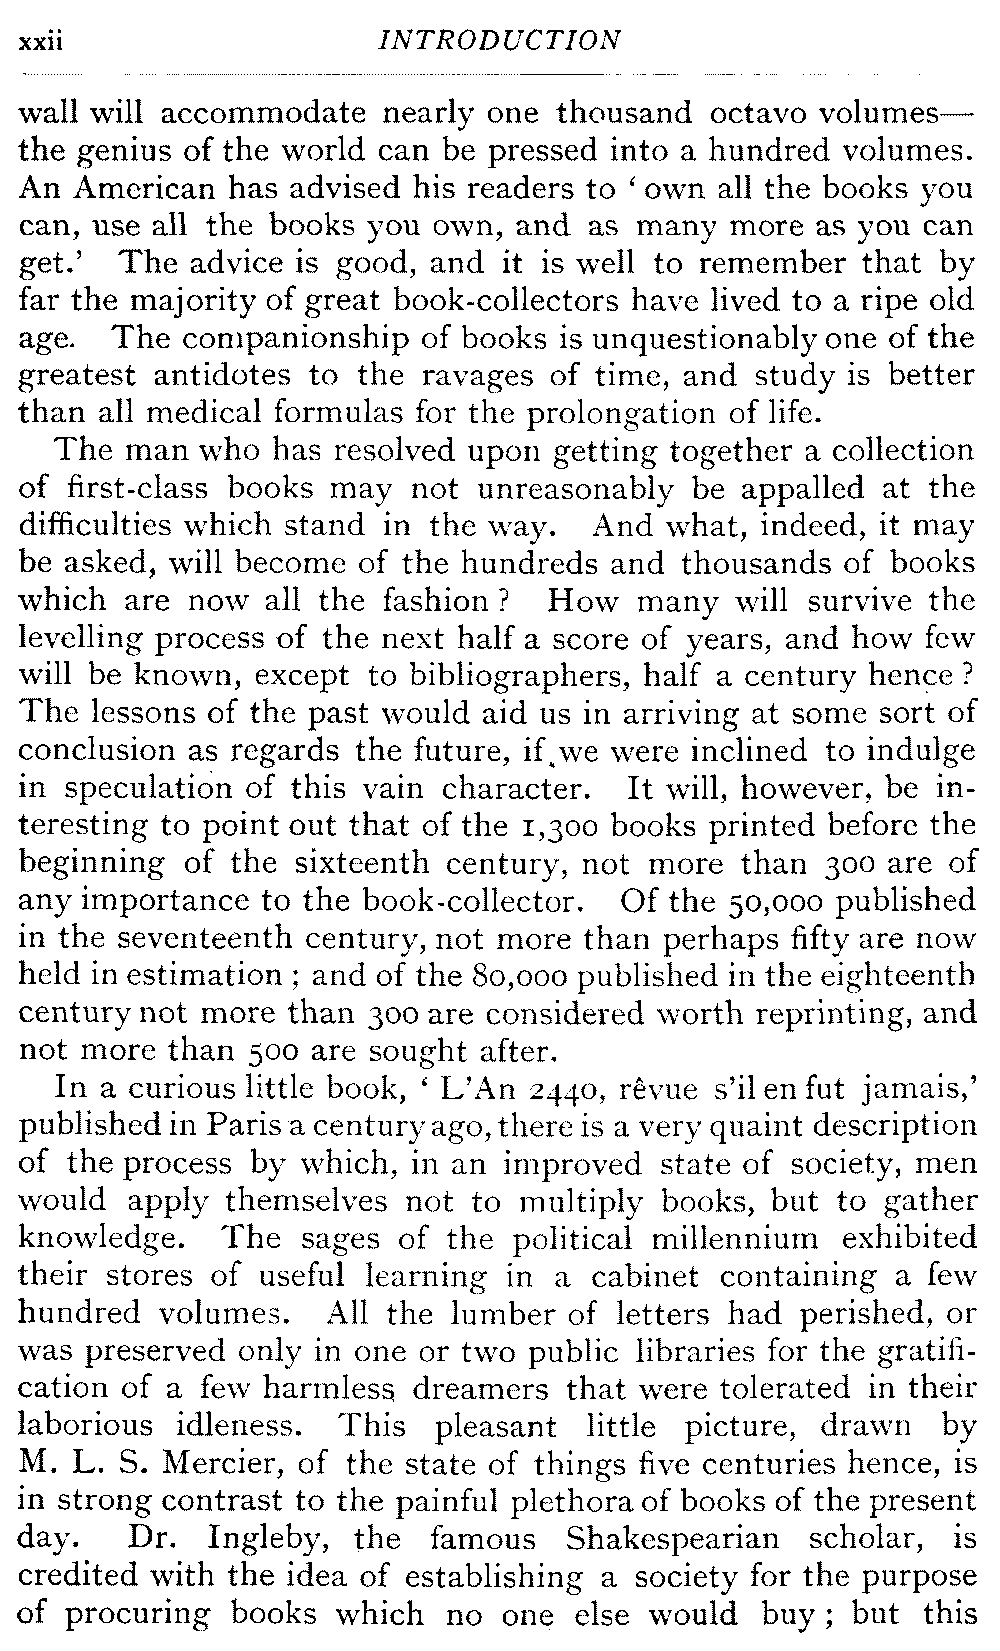 xxii INTRODUCTION
wall will accommodate nearly one thousand octavo volumes—
the genius of the world can be pressed into a hundred volumes.
An American has advised his readers to ‘ own all the books you
can, use all the books you own, and as many more as you can
get.’ The advice is good, and it is well to remember that by
far the majority of great book-collectors have lived to a ripe old
age. The companionship of books is unquestionably one of the
greatest antidotes to the ravages of time, and study is better
than all medical formulas for the prolongation of life.
The man who has resolved upon getting together a collection
of first-class books may not unreasonably be appalled at the
difficulties which stand in the way. And what, indeed, it may
be asked, will become of the hundreds and thousands of books
which are now all the fashion ? How many will survive the
levelling process of the next half a score of years, and how few
will be known, except to bibliographers, half a century hence ?
The lessons of the past would aid us in arriving at some sort of
conclusion as regards the future, if we were inclined to indulge
in speculation of this vain character. It will, however, be in-
teresting to point out that of the 1,300 books printed before the
beginning of the sixteenth century, not more than 300 are of
any importance to the book-collector. Of the 50,000 published
in the seventeenth century, not more than perhaps fifty are now
held in estimation ; and of the 80,000 published in the eighteenth
century not more than 300 are considered worth reprinting, and
not more than 500 are sought after.
In a curious little book, ‘ L’An 2440, rêvue s’il en fut jamais,’
published in Paris a century ago, there is a very quaint description
of the process by which, in an improved state of society, men
would apply themselves not to multiply books, but to gather
knowledge. The sages of the political millennium exhibited
their stores of useful learning in a cabinet containing a few
hundred volumes. All the lumber of letters had perished, or
was preserved only in one or two public libraries for the gratifi-
cation of a few harmless dreamers that were tolerated in their
laborious idleness. This pleasant little picture, drawn by
M. L. S. Mercier, of the state of things five centuries hence, is
in strong contrast to the painful plethora of books of the present
day. Dr. Ingleby, the famous Shakespearian scholar, is
credited with the idea of establishing a society for the purpose
of procuring books which no one else would buy ; but this